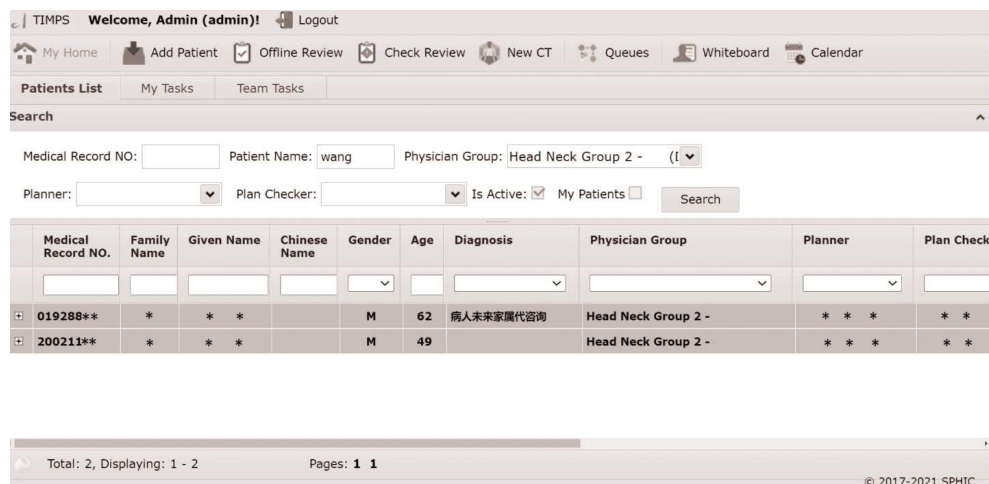 TIMPS Welcome, Admin (admin)! Logout
My Home Add Patient Offline Review Check Review New CT Queues Whiteboard Calendar
Patients List My Tasks Team Tasks
Search
Medical Record NO: Patient Name: wang Physician Group: Head Neck Group 2 -
Planner: Plan Checker: Is Active: My Patients Search
Medical Record NO. Family Name Given Name Chinese Name Gender Age Diagnosis Physician Group Planner Plan Check
019288** * * * M 62 病人未来家属代咨询 Head Neck Group 2 - * * * * *
200211** * * * M 49 Head Neck Group 2 - * * * * *
Total: 2, Displaying: 1 - 2 Pages: 1 1
© 2017-2021 SPHIC